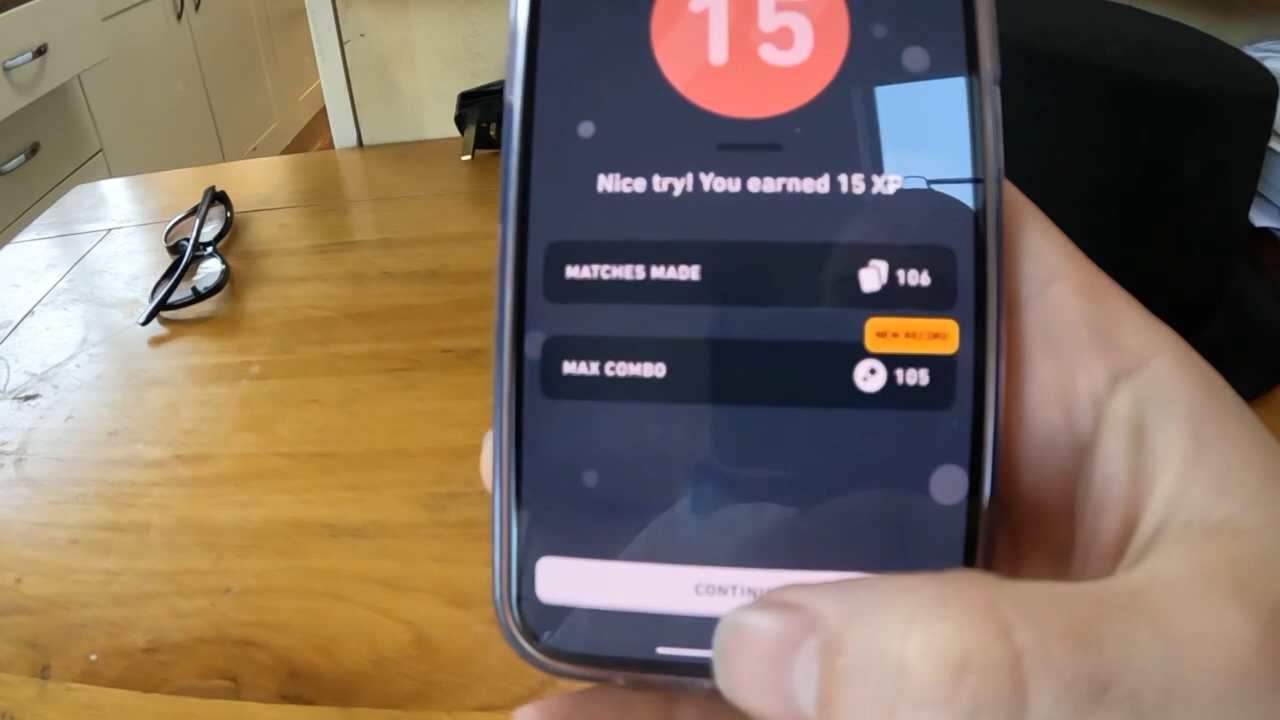 15
Nice try! You earned 15 XP
MATCHES MADE 106
NEW RECORD
MAX COMBO 105